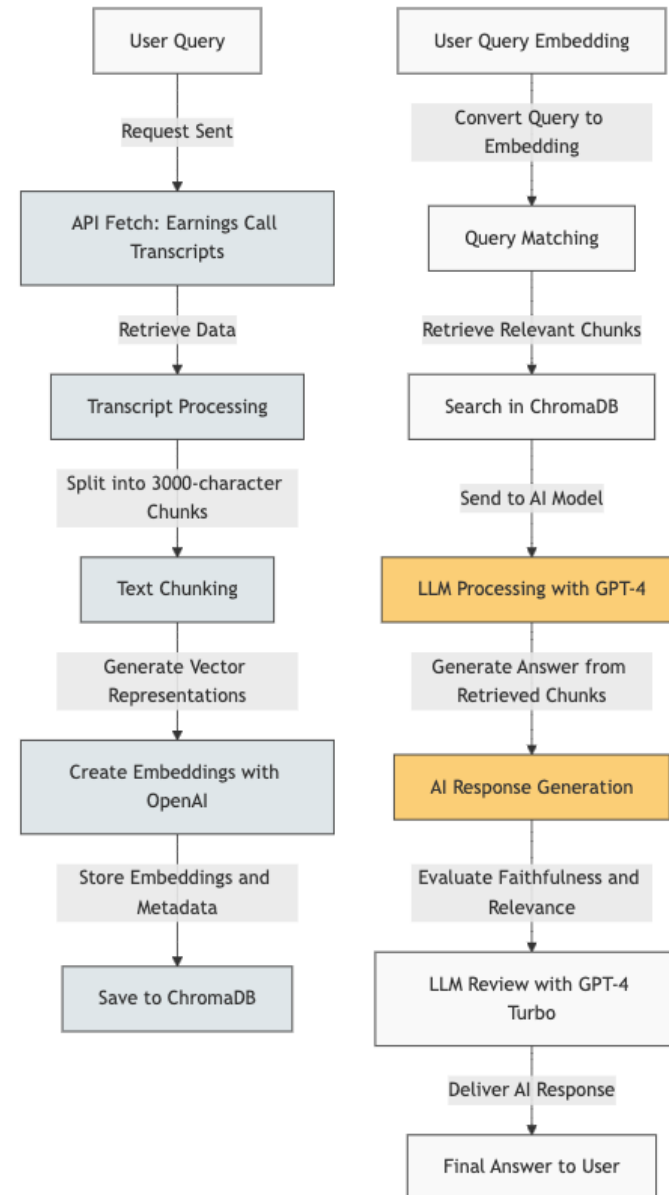 User Query
Request Sent
API Fetch: Earnings Call
Transcripts
Retrieve Data
Transcript Processing
Split into 3000-character
Chunks
Text Chunking
Generate Vector
Representations
Create Embeddings with
OpenAI
Store Embeddings and
Metadata
Save to ChromaDB
User Query Embedding
Convert Query to
Embedding
Query Matching
Retrieve Relevant Chunks
Search in ChromaDB
Send to AI Model
LLM Processing with GPT-4
Generate Answer from
Retrieved Chunks
AI Response Generation
Evaluate Faithfulness and
Relevance
LLM Review with GPT-4
Turbo
Deliver AI Response
Final Answer to User